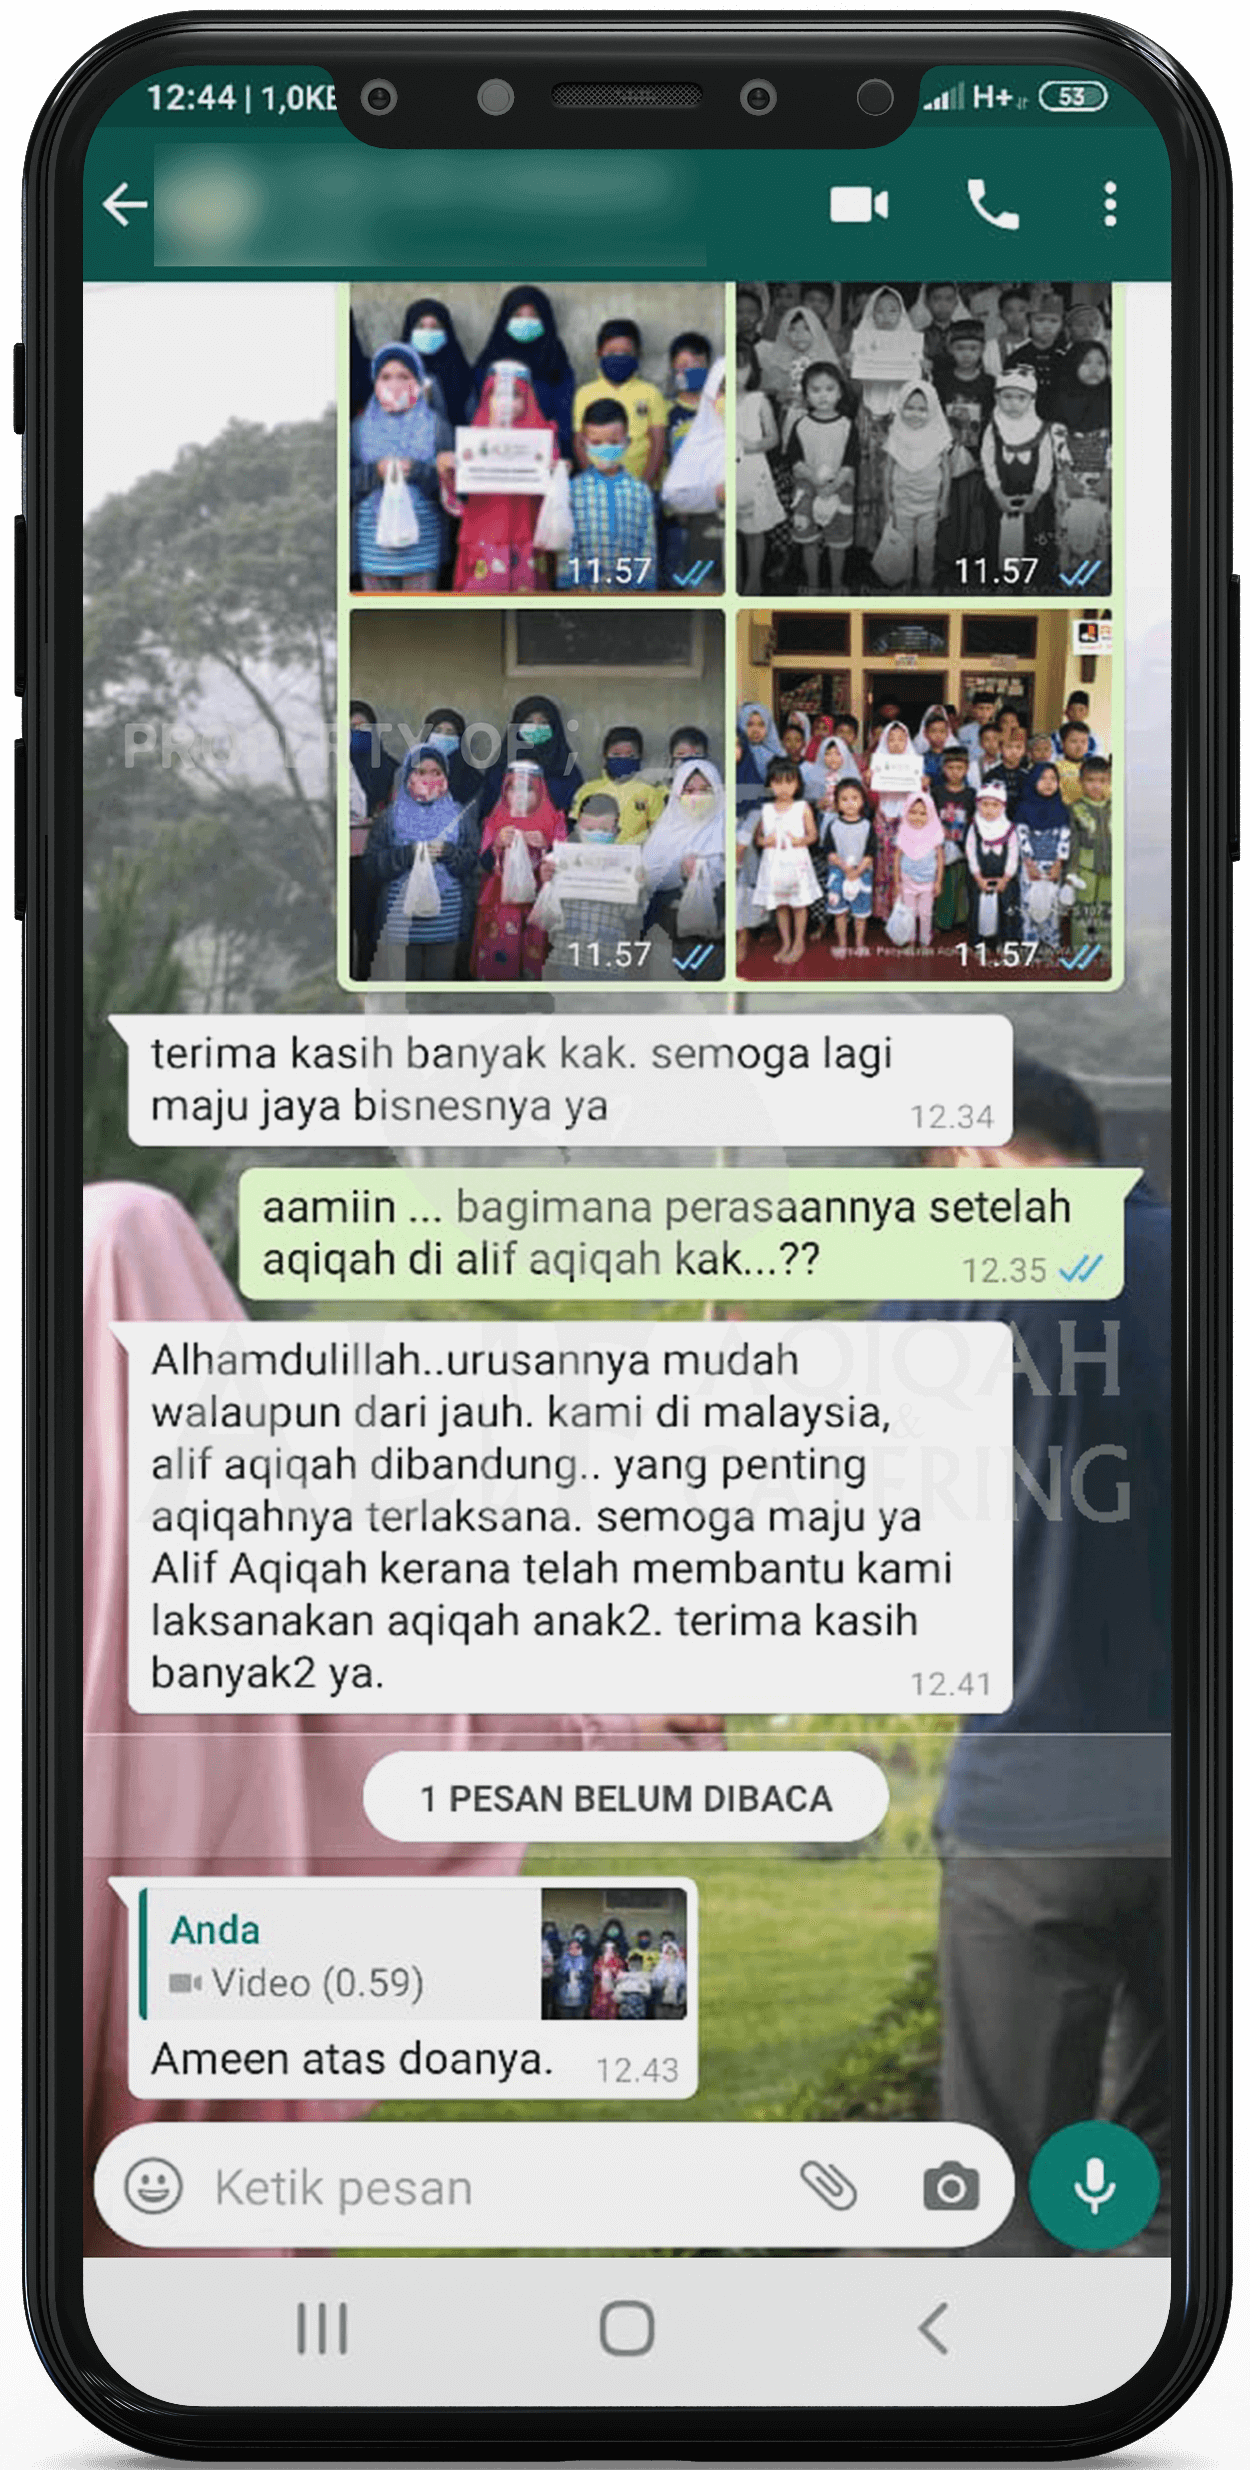 12:44 | 1,0KE
H+
53
11.57
11.57
PROPERTY OF ;
11.57
11.57
terima kasih banyak kak. semoga lagi
maju jaya bisnesnya ya
12.34
aamiin ... bagimana perasaannya setelah
aqiqah di alif aqiqah kak...??
12.35
ALIF AQIQAH
&
CATERING
Alhamdulillah..urusannya mudah
walaupun dari jauh. kami di malaysia,
alif aqiqah dibandung.. yang penting
aqiqahnya terlaksana. semoga maju ya
Alif Aqiqah kerana telah membantu kami
laksanakan aqiqah anak2. terima kasih
banyak2 ya.
12.41
1 PESAN BELUM DIBACA
Anda
Video (0.59)
Ameen atas doanya.
12.43
Ketik pesan